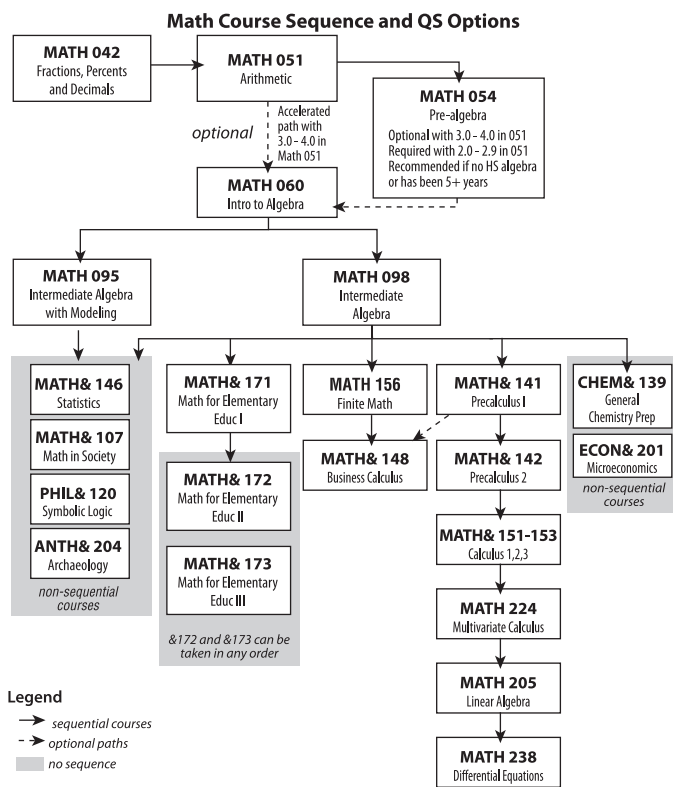 Math Course Sequence and QS Options
MATH 042
Fractions, Percents
and Decimals
MATH 051
Arithmetic
MATH 054
Pre-algebra
Optional with 3.0 – 4.0 in 051
Required with 2.0 – 2.9 in 051
Recommended if no HS algebra
or has been 5+ years
optional
Accelerated
path with
3.0 – 4.0 in
Math 051
MATH 060
Intro to Algebra
MATH 095
Intermediate Algebra
with Modeling
MATH 098
Intermediate
Algebra
MATH& 146
Statistics
MATH& 107
Math in Society
PHIL& 120
Symbolic Logic
ANTH& 204
Archaeology
non-sequential
courses
MATH& 171
Math for Elementary
Educ I
MATH& 172
Math for Elementary
Educ II
MATH& 173
Math for Elementary
Educ III
&172 and &173 can be
taken in any order
MATH 156
Finite Math
MATH& 148
Business Calculus
MATH& 141
Precalculus I
MATH& 142
Precalculus 2
MATH& 151-153
Calculus 1,2,3
MATH 224
Multivariate Calculus
MATH 205
Linear Algebra
MATH 238
Differential Equations
CHEM& 139
General
Chemistry Prep
ECON& 201
Microeconomics
non-sequential
courses
Legend
sequential courses
optional paths
no sequence